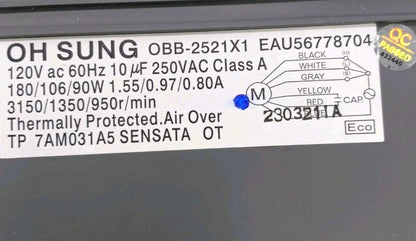 OH SUNG OBB-2521X1 EAU56778704
120V ac 60Hz 10 µF 250VAC Class A
180/106/90W 1.55/0.97/0.80A
3150/1350/950r/min
Thermally Protected.Air Over
TP 7AM031A5 SENSATA OT
BLACK
WHITE
GRAY
YELLOW
RED
M
CAP.
230321IA
Eco
QC
PASSED